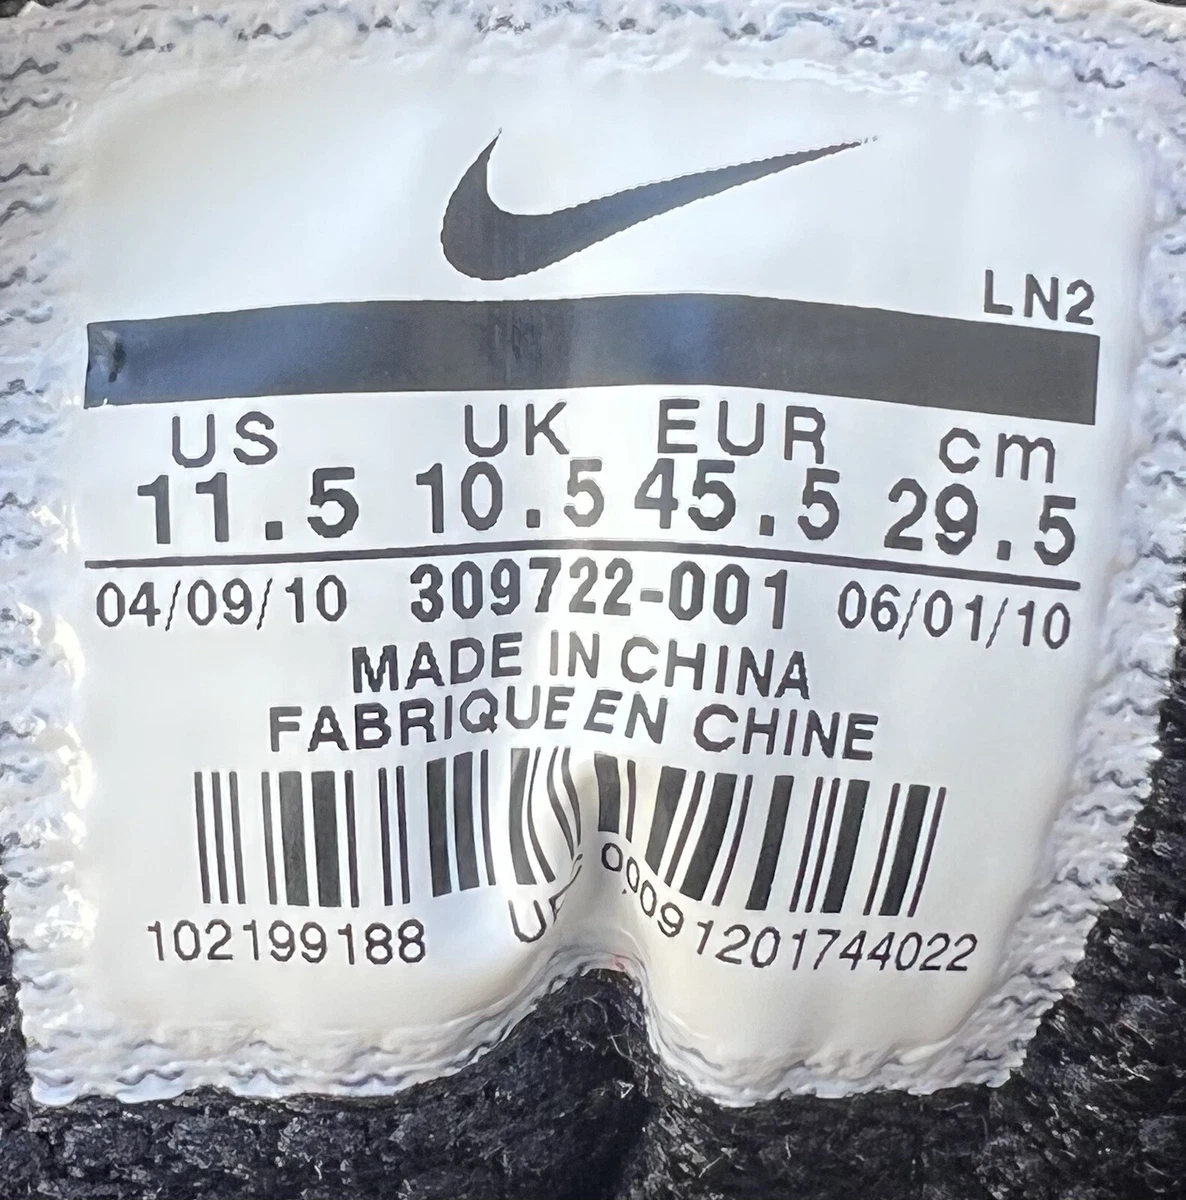 LN2
US UK EUR cm
11.5 10.5 45.5 29.5
04/09/10 309722-001 06/01/10
MADE IN CHINA
FABRIQUE EN CHINE
102199188 00091201744022